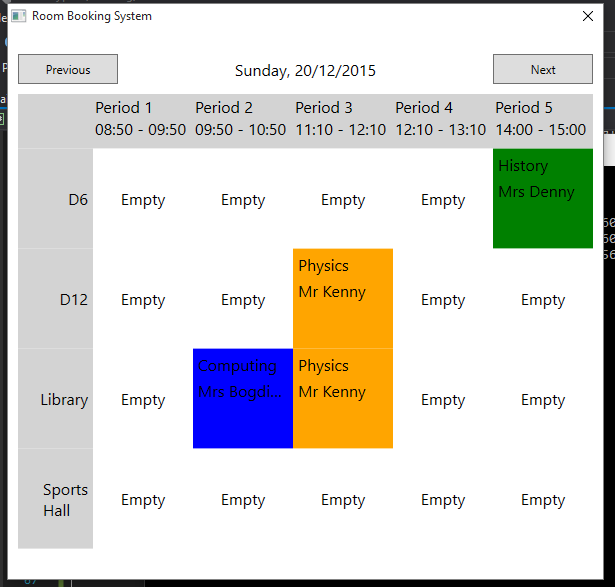 Room Booking System
Previous
Sunday, 20/12/2015
Next
Period 1 Period 2 Period 3 Period 4 Period 5
08:50 - 09:50 09:50 - 10:50 11:10 - 12:10 12:10 - 13:10 14:00 - 15:00
History
D6 Empty Empty Empty Empty Mrs Denny
Physics
D12 Empty Empty Mr Kenny Empty Empty
Computing Physics
Library Empty Mrs Bogdi... Mr Kenny Empty Empty
Sports
Hall Empty Empty Empty Empty Empty